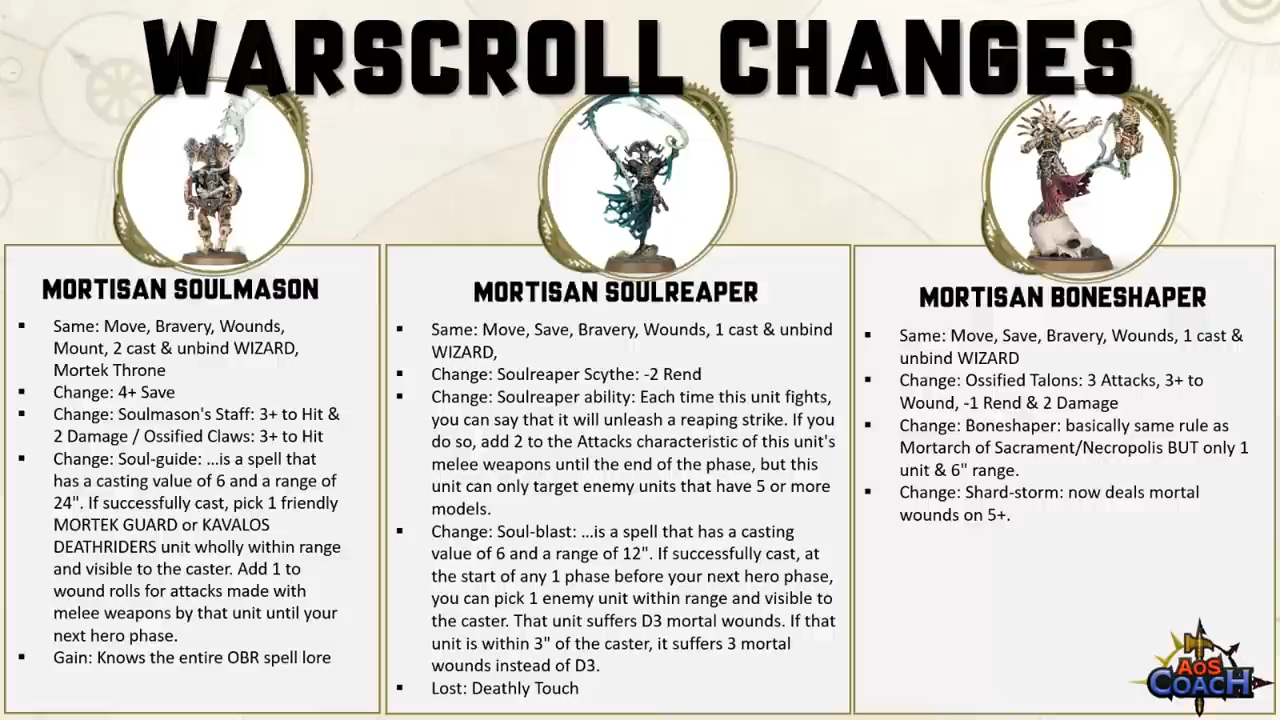 WARSCROLL CHANGES
MORTISAN SOULMASON
▪ Same: Move, Bravery, Wounds,
Mount, 2 cast & unbind WIZARD,
Mortek Throne
▪ Change: 4+ Save
▪ Change: Soulmason's Staff: 3+ to Hit &
2 Damage / Ossified Claws: 3+ to Hit
▪ Change: Soul-guide: ...is a spell that
has a casting value of 6 and a range of
24". If successfully cast, pick 1 friendly
MORTEK GUARD or KAVALOS
DEATHRIDERS unit wholly within range
and visible to the caster. Add 1 to
wound rolls for attacks made with
melee weapons by that unit until your
next hero phase.
▪ Gain: Knows the entire OBR spell lore
MORTISAN SOULREAPER
▪ Same: Move, Save, Bravery, Wounds, 1 cast & unbind
WIZARD,
▪ Change: Soulreaper Scythe: -2 Rend
▪ Change: Soulreaper ability: Each time this unit fights,
you can say that it will unleash a reaping strike. If you
do so, add 2 to the Attacks characteristic of this unit's
melee weapons until the end of the phase, but this
unit can only target enemy units that have 5 or more
models.
▪ Change: Soul-blast: ...is a spell that has a casting
value of 6 and a range of 12". If successfully cast, at
the start of any 1 phase before your next hero phase,
you can pick 1 enemy unit within range and visible to
the caster. That unit suffers D3 mortal wounds. If that
unit is within 3" of the caster, it suffers 3 mortal
wounds instead of D3.
▪ Lost: Deathly Touch
MORTISAN BONESHAPER
▪ Same: Move, Save, Bravery, Wounds, 1 cast &
unbind WIZARD
▪ Change: Ossified Talons: 3 Attacks, 3+ to
Wound, -1 Rend & 2 Damage
▪ Change: Boneshaper: basically same rule as
Mortarch of Sacrament/Necropolis BUT only 1
unit & 6" range.
▪ Change: Shard-storm: now deals mortal
wounds on 5+.
AoS
COACH